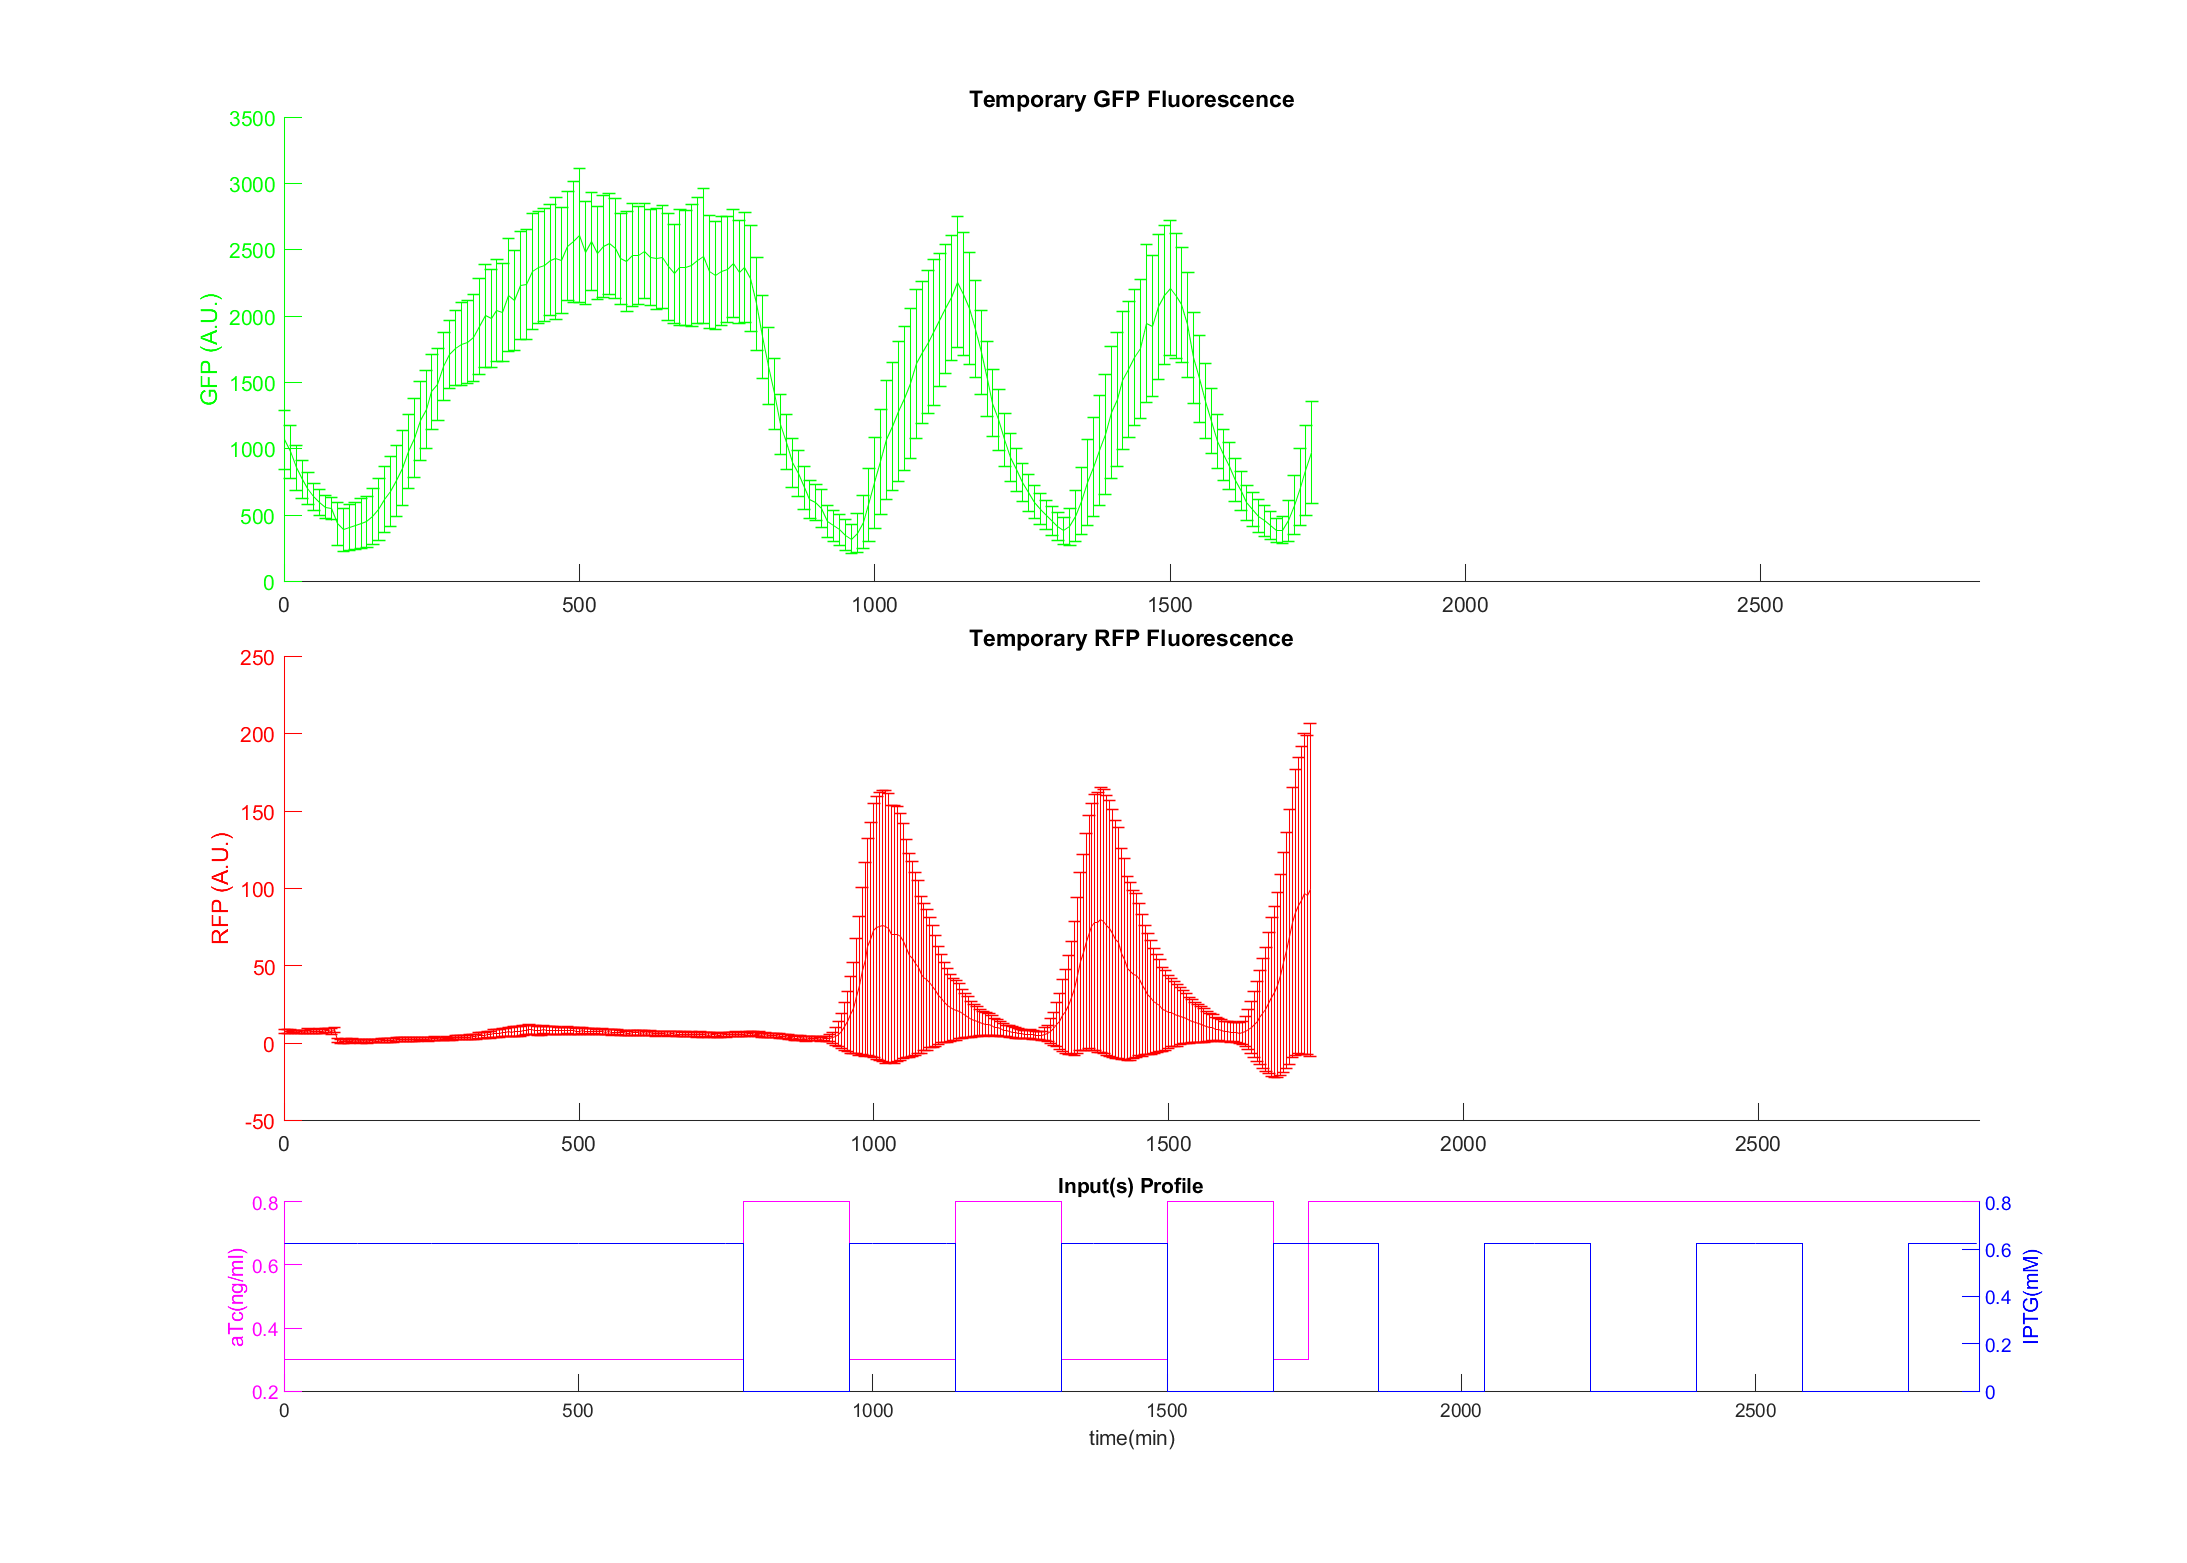 Temporary GFP Fluorescence
3500
3000
2500
2000
1500
1000
500
0
GFP (A.U.)
0 500 1000 1500 2000 2500
Temporary RFP Fluorescence
250
200
150
100
50
0
-50
RFP (A.U.)
0 500 1000 1500 2000 2500
Input(s) Profile
0.8
0.6
0.4
0.2
aTc(ng/ml)
0.8
0.6
0.4
0.2
0
IPTG(mM)
0 500 1000 1500 2000 2500
time(min)